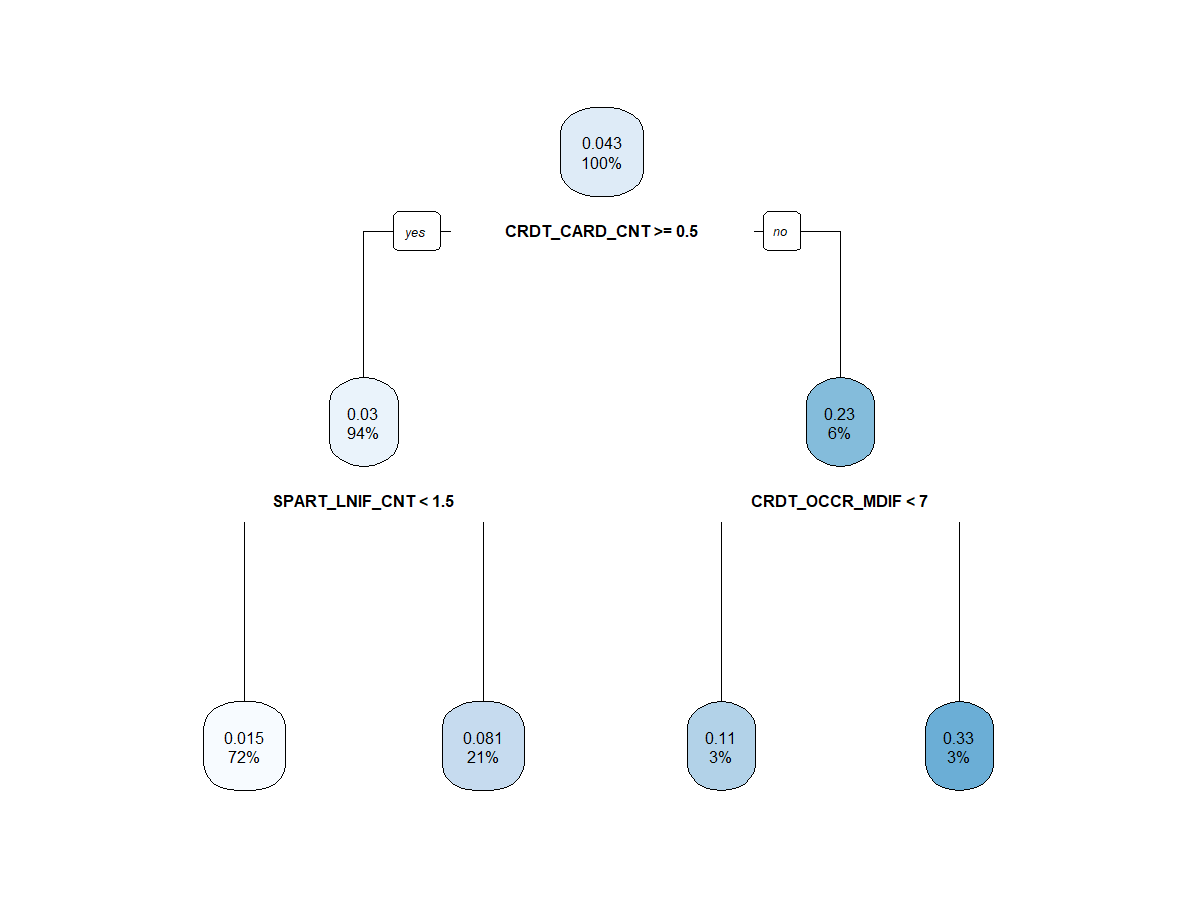 0.043
100%
yes
CRDT_CARD_CNT >= 0.5
no
0.03
94%
0.23
6%
SPART_LNIF_CNT < 1.5
CRDT_OCCR_MDIF < 7
0.015
72%
0.081
21%
0.11
3%
0.33
3%